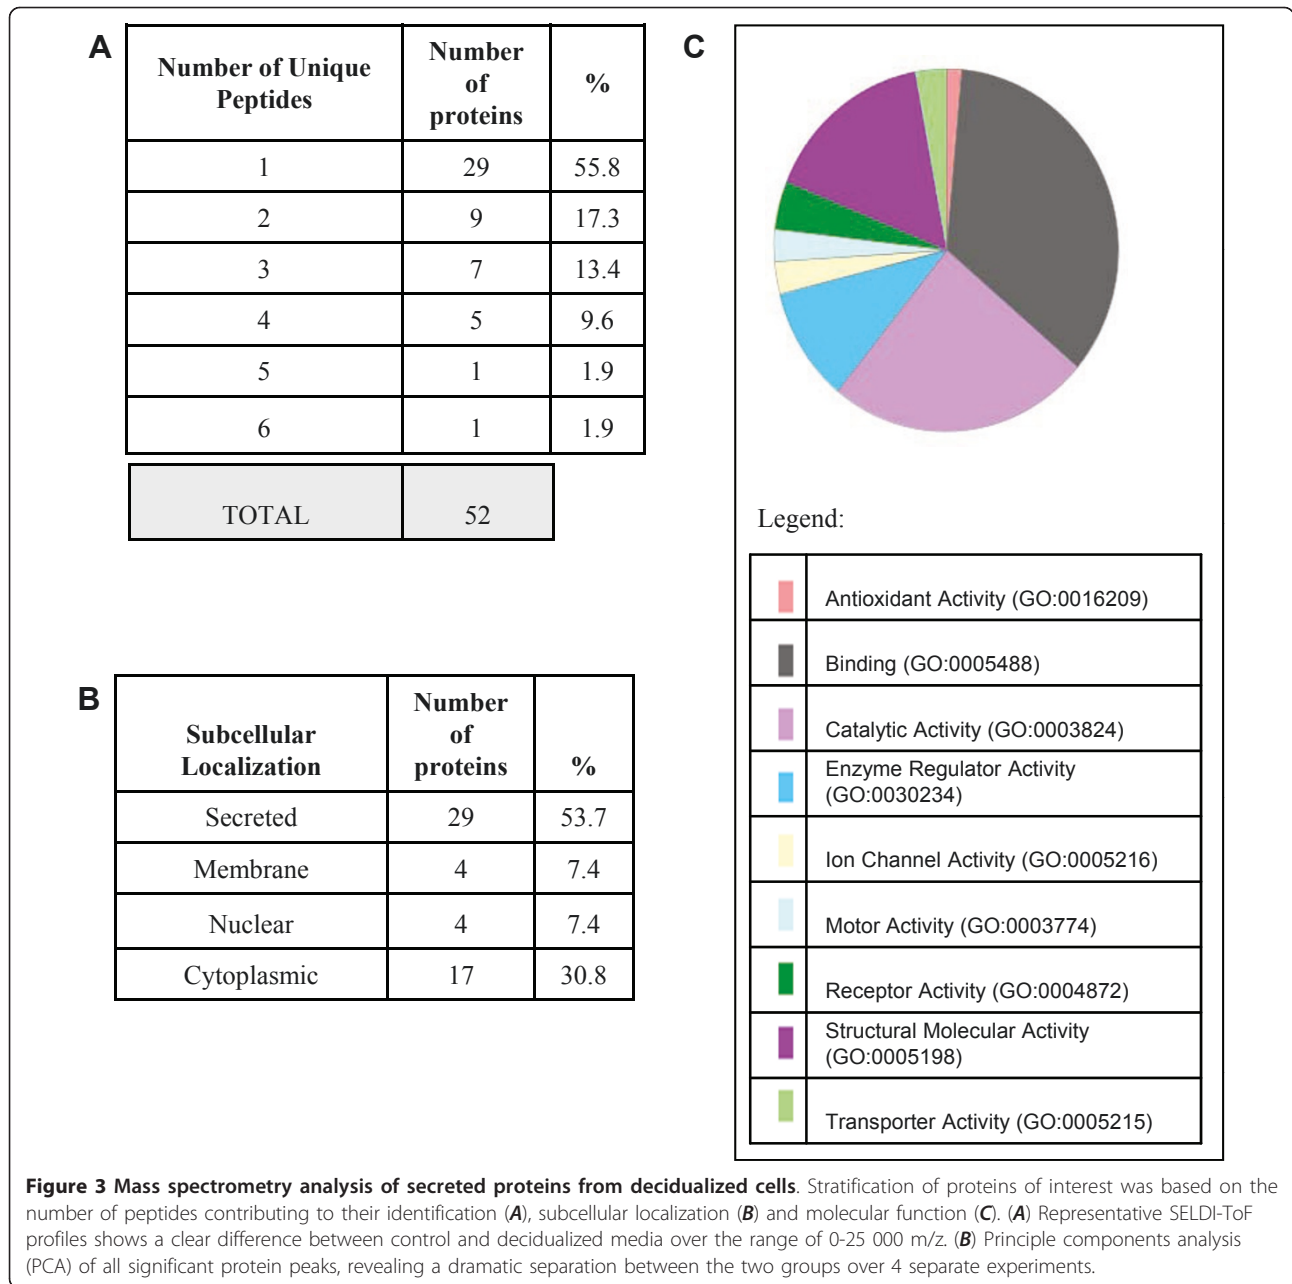 A
Number of Unique Peptides | Number of proteins | %
1 | 29 | 55.8
2 | 9 | 17.3
3 | 7 | 13.4
4 | 5 | 9.6
5 | 1 | 1.9
6 | 1 | 1.9
TOTAL | 52
B
Subcellular Localization | Number of proteins | %
Secreted | 29 | 53.7
Membrane | 4 | 7.4
Nuclear | 4 | 7.4
Cytoplasmic | 17 | 30.8
C
Legend:
Antioxidant Activity (GO:0016209)
Binding (GO:0005488)
Catalytic Activity (GO:0003824)
Enzyme Regulator Activity
(GO:0030234)
Ion Channel Activity (GO:0005216)
Motor Activity (GO:0003774)
Receptor Activity (GO:0004872)
Structural Molecular Activity
(GO:0005198)
Transporter Activity (GO:0005215)
Figure 3 Mass spectrometry analysis of secreted proteins from decidualized cells. Stratification of proteins of interest was based on the
number of peptides contributing to their identification (A), subcellular localization (B) and molecular function (C). (A) Representative SELDI-ToF
profiles shows a clear difference between control and decidualized media over the range of 0-25 000 m/z. (B) Principle components analysis
(PCA) of all significant protein peaks, revealing a dramatic separation between the two groups over 4 separate experiments.